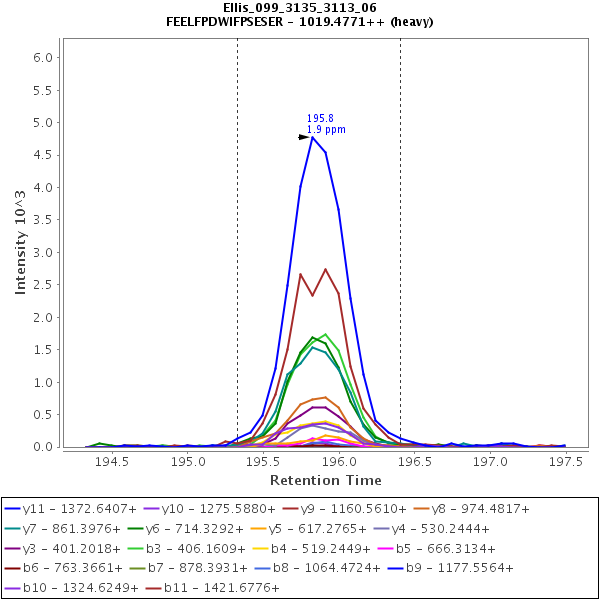 Ellis_099_3135_3113_06
FEELFPDWIFPSESER - 1019.4771++ (heavy)
195.8
1.9 ppm
6.0
5.5
5.0
4.5
4.0
3.5
3.0
2.5
2.0
1.5
1.0
0.5
0.0
Intensity 10^3
194.5 195.0 195.5 196.0 196.5 197.0 197.5
Retention Time
y11 - 1372.6407+ y10 - 1275.5880+ y9 - 1160.5610+ y8 - 974.4817+
y7 - 861.3976+ y6 - 714.3292+ y5 - 617.2765+ y4 - 530.2444+
y3 - 401.2018+ b3 - 406.1609+ b4 - 519.2449+ b5 - 666.3134+
b6 - 763.3661+ b7 - 878.3931+ b8 - 1064.4724+ b9 - 1177.5564+
b10 - 1324.6249+ b11 - 1421.6776+